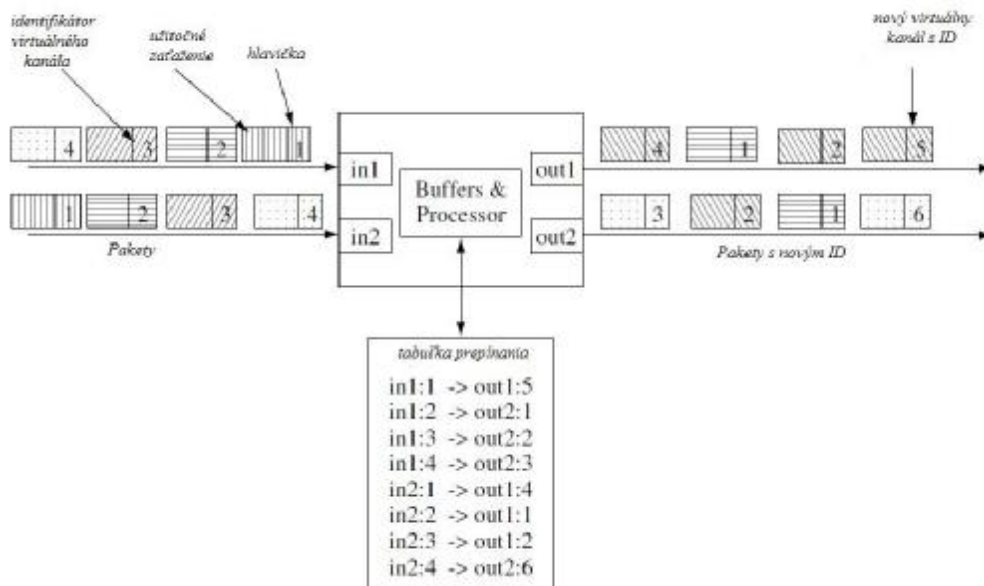 identifikátor
virtuálneho
kanála
užitočné
zaťaženie
hlavička
nový virtuálny
kanál s ID
4 3 2 1
4 1 2 5
in1
out1
Buffers &
Processor
1 2 3 4
3 2 1 6
in2
out2
Pakety
Pakety s novým ID
tabuľka prepínania
in1:1 -> out1:5
in1:2 -> out2:1
in1:3 -> out2:2
in1:4 -> out2:3
in2:1 -> out1:4
in2:2 -> out1:1
in2:3 -> out1:2
in2:4 -> out2:6